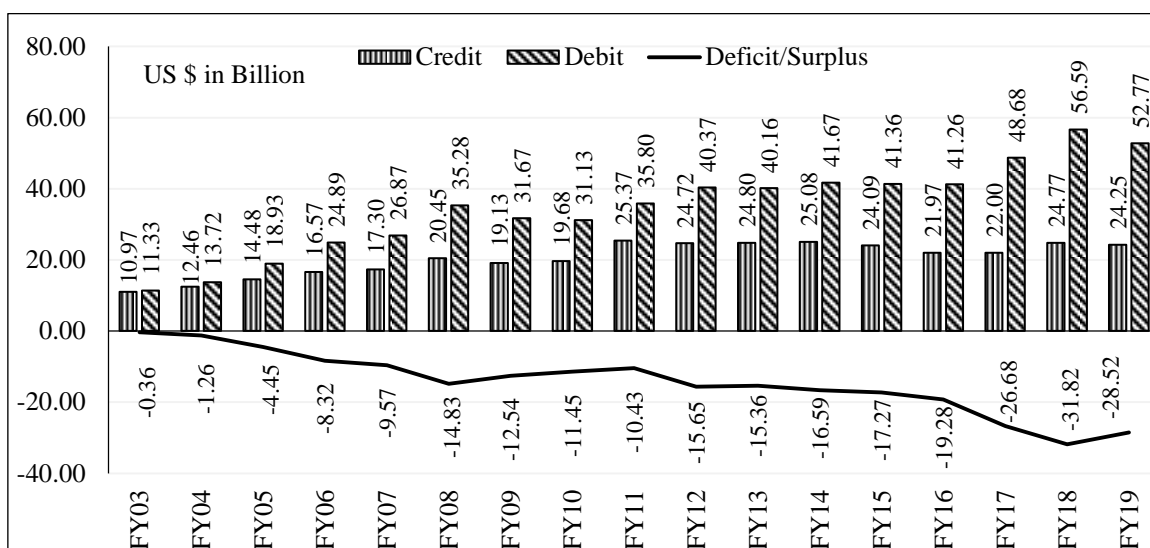 80.00
60.00
40.00
20.00
0.00
-20.00
-40.00
Credit Debit Deficit/Surplus
US $ in Billion
10.97 11.33 12.46 13.72 14.48 18.93 16.57 24.89 17.30 26.87 20.45 35.28 19.13 31.67 19.68 31.13 25.37 35.80 24.72 40.37 24.80 40.16 25.08 41.67 24.09 41.36 21.97 41.26 22.00 48.68 24.77 56.59 24.25 52.77
-0.36 -1.26 -4.45 -8.32 -9.57 -14.83 -12.54 -11.45 -10.43 -15.65 -15.36 -16.59 -17.27 -19.28 -26.68 -31.82 -28.52
FY03 FY04 FY05 FY06 FY07 FY08 FY09 FY10 FY11 FY12 FY13 FY14 FY15 FY16 FY17 FY18 FY19